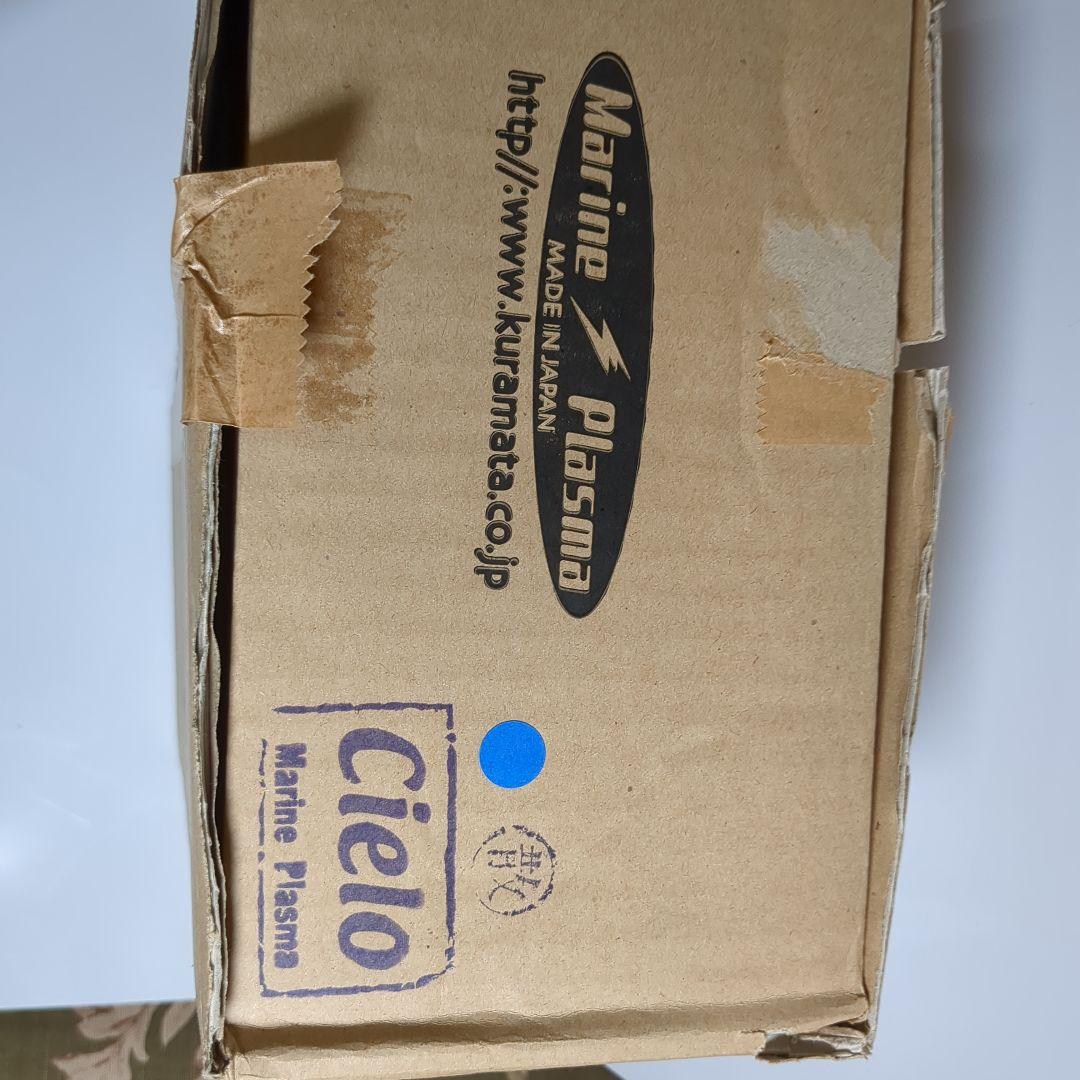 Marine Plasma
MADE IN JAPAN
http//:www.kuramata.co.jp
Cielo
Marine Plasma